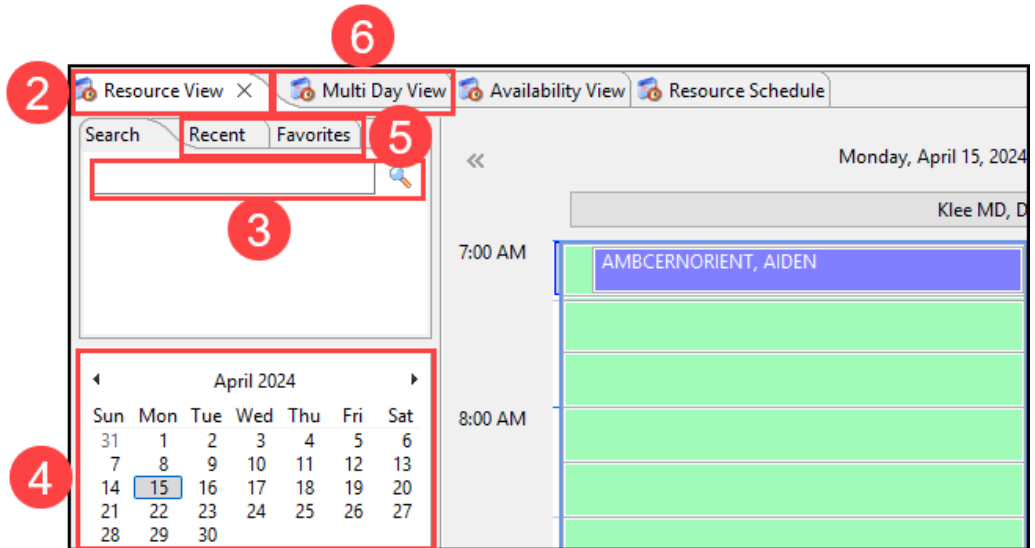 6
2
Resource View
Multi Day View
Availability View
Resource Schedule
Search
Recent
Favorites
5
3
Monday, April 15, 2024
Klee MD, D
7:00 AM
AMBCERNORIENT, AIDEN
8:00 AM
4
April 2024
Sun Mon Tue Wed Thu Fri Sat
31 1 2 3 4 5 6
7 8 9 10 11 12 13
14 15 16 17 18 19 20
21 22 23 24 25 26 27
28 29 30